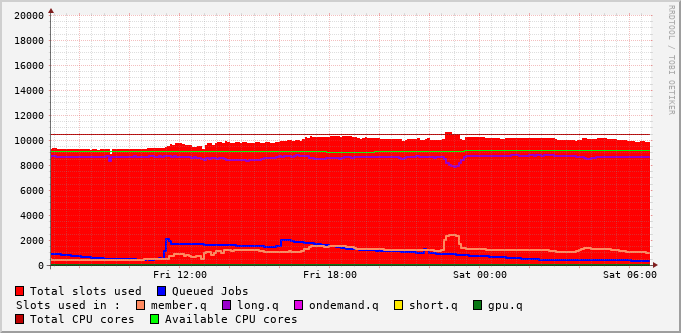 20000
18000
16000
14000
12000
10000
8000
6000
4000
2000
0
Fri 12:00 Fri 18:00 Sat 00:00 Sat 06:00
Total slots used Queued Jobs
Slots used in : member.q long.q ondemand.q short.q gpu.q
Total CPU cores Available CPU cores
RRDTOOL / TOBI OETIKER